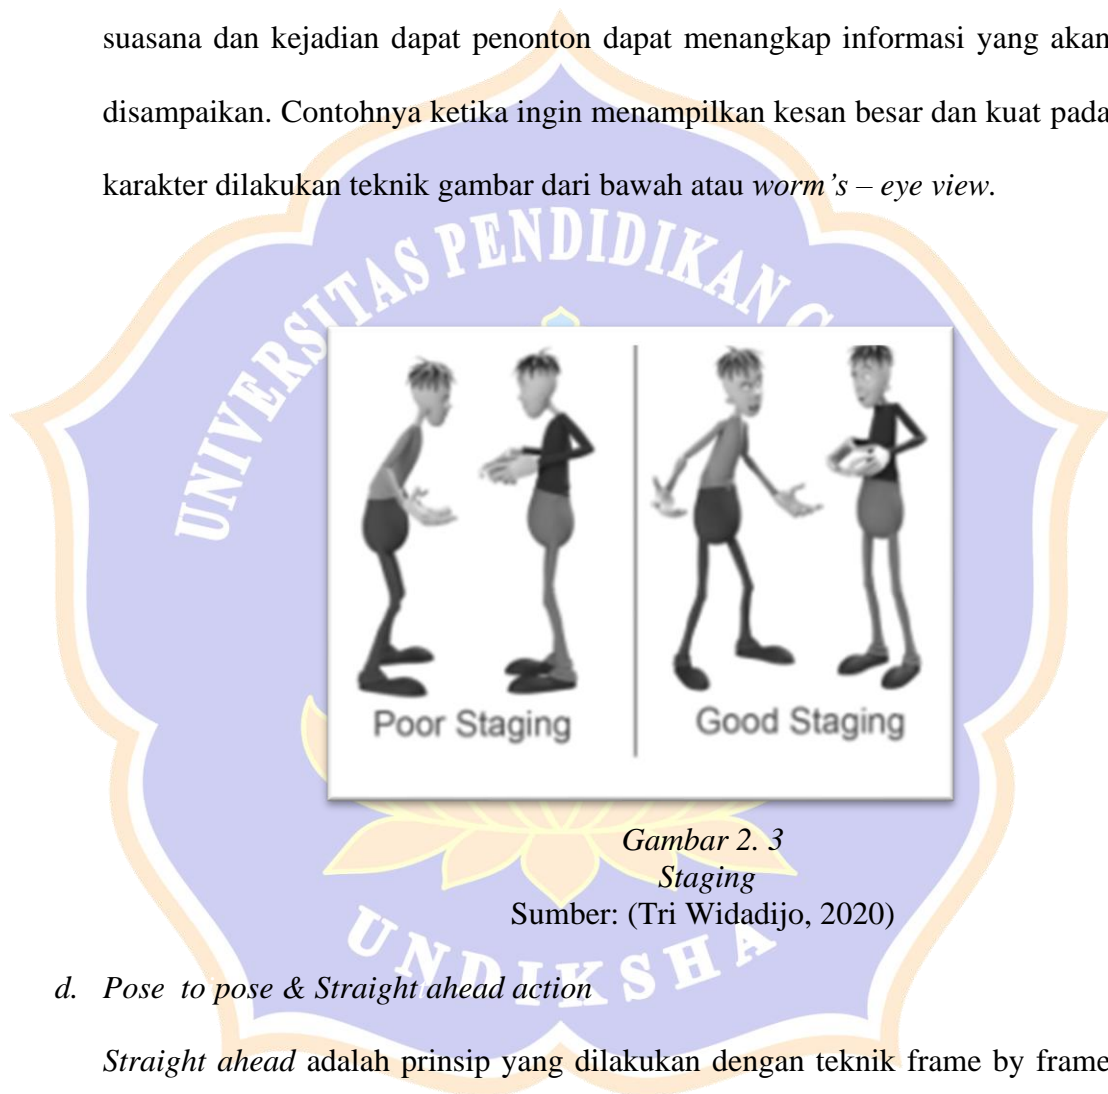 suasana dan kejadian dapat penonton dapat menangkap informasi yang akan
disampaikan. Contohnya ketika ingin menampilkan kesan besar dan kuat pada
karakter dilakukan teknik gambar dari bawah atau worm’s – eye view.
UNIVERSITAS PENDIDIKAN G
Poor Staging
Good Staging
Gambar 2. 3
Staging
Sumber: (Tri Widadijo, 2020)
UNDIKSHA
d. Pose to pose & Straight ahead action
Straight ahead adalah prinsip yang dilakukan dengan teknik frame by frame